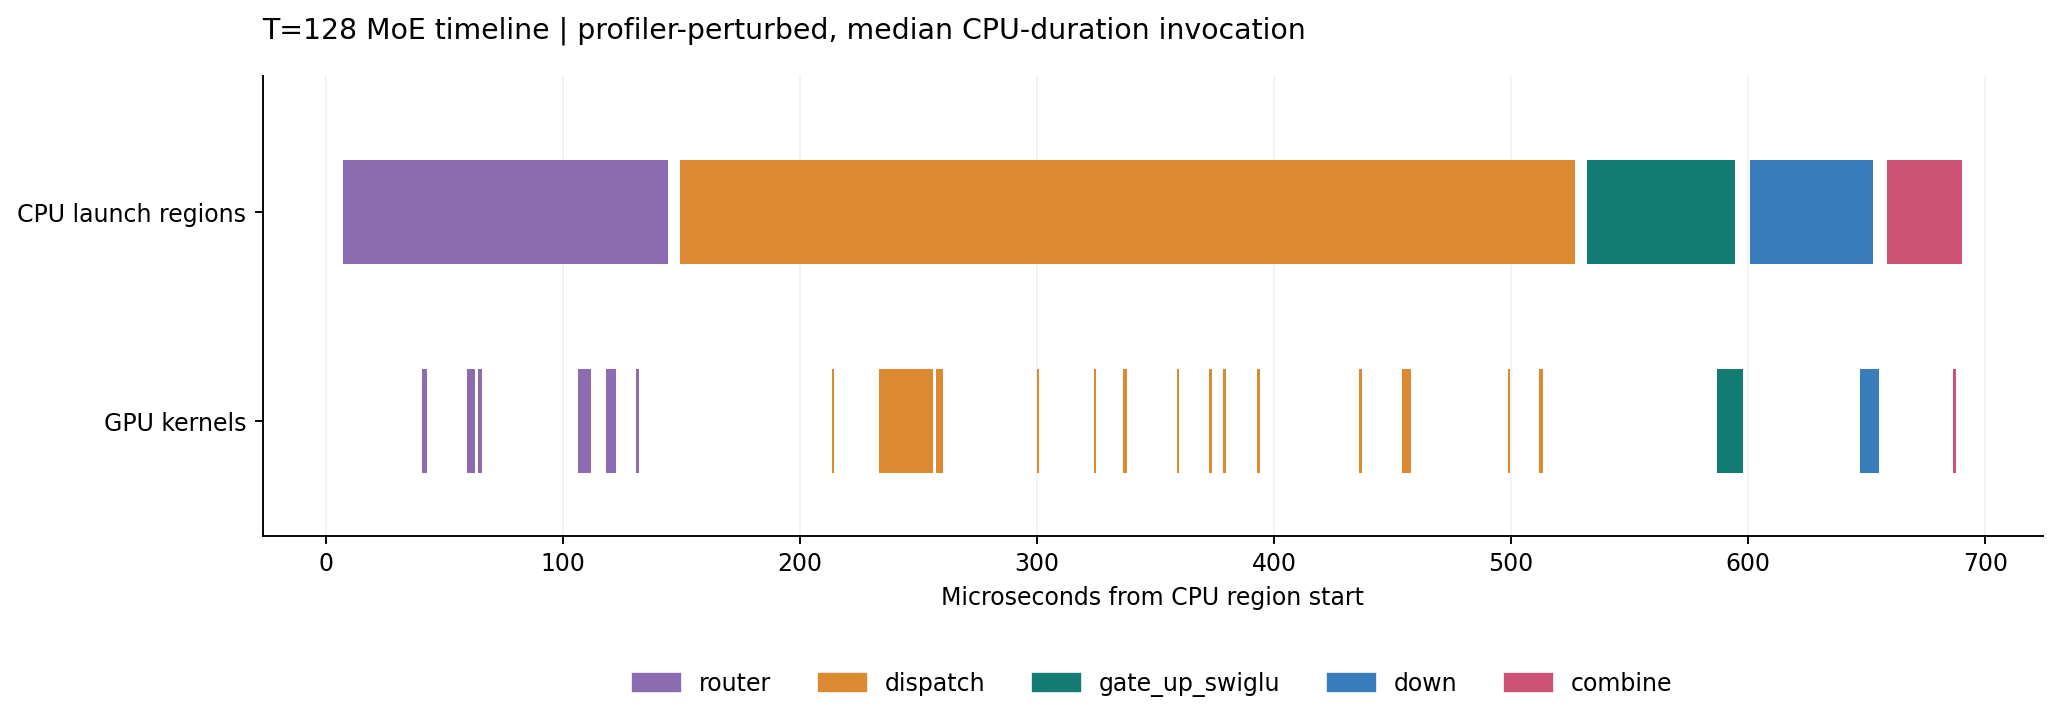 T=128 MoE timeline | profiler-perturbed, median CPU-duration invocation
CPU launch regions
GPU kernels
0 100 200 300 400 500 600 700
Microseconds from CPU region start
router dispatch gate_up_swiglu down combine